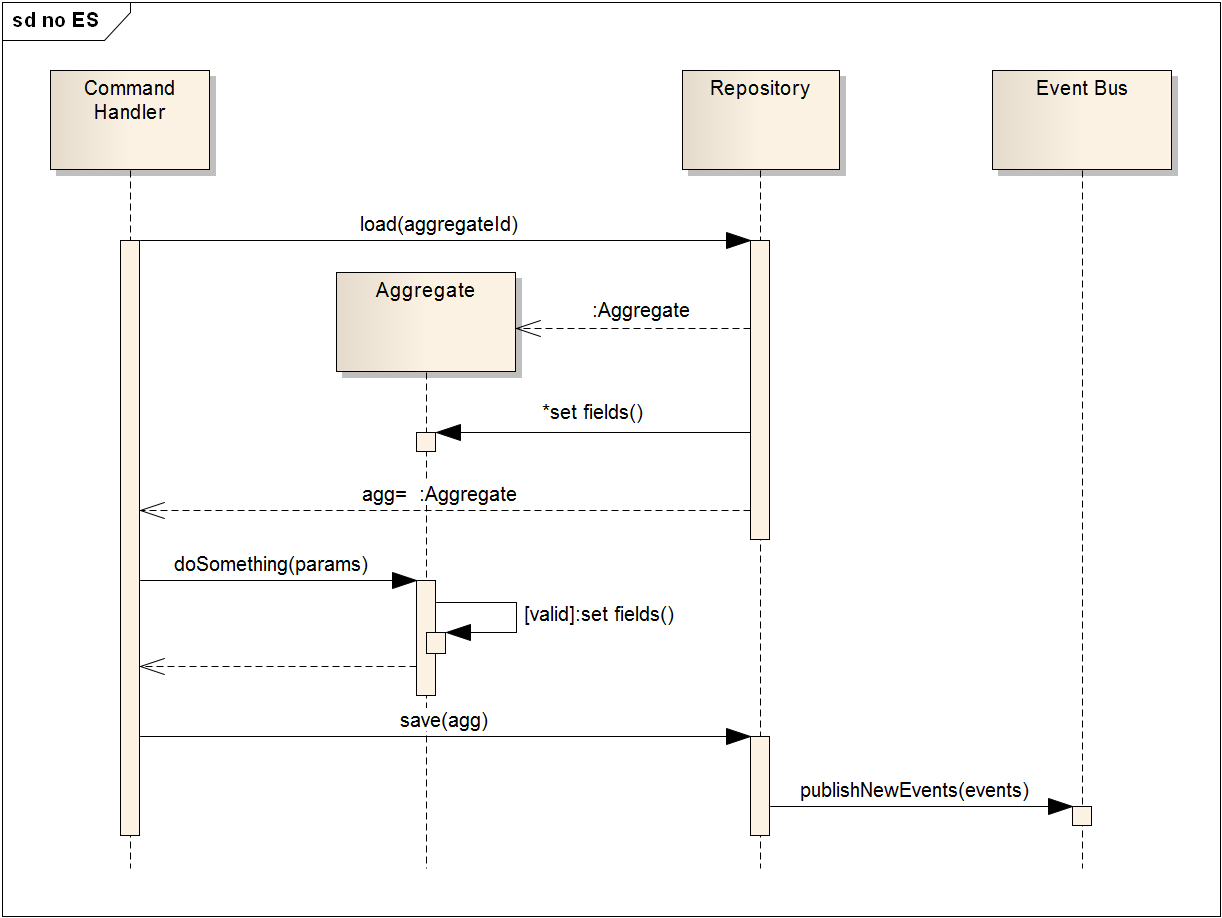 sd no ES
Command
Handler
Repository
Event Bus
load(aggregateId)
Aggregate
:Aggregate
*set fields()
agg= :Aggregate
doSomething(params)
[valid]:set fields()
save(agg)
publishNewEvents(events)